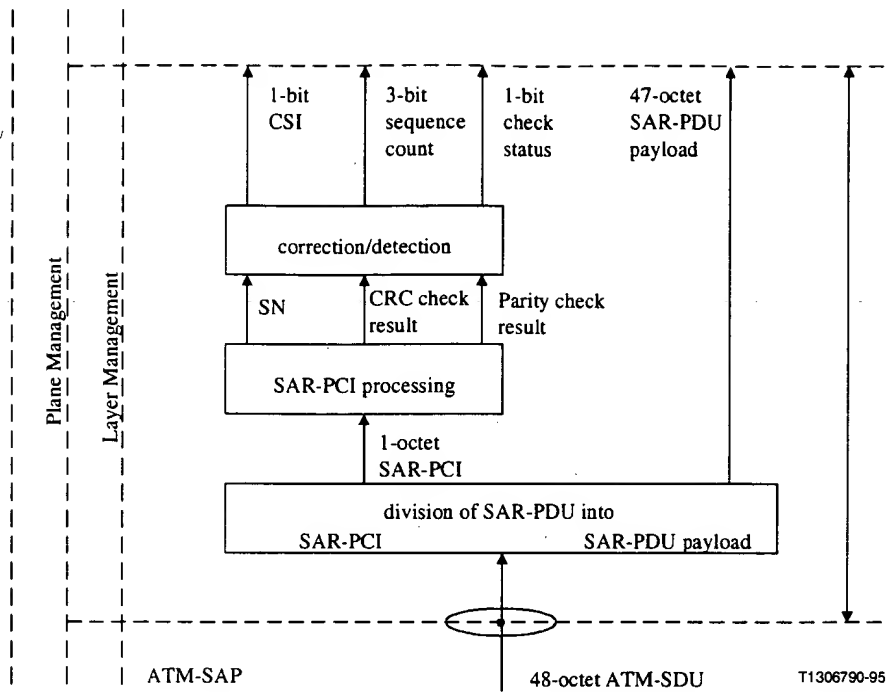 1-bit
CSI
3-bit
sequence
count
1-bit
check
status
47-octet
SAR-PDU
payload
correction/detection
SN
CRC check
result
Parity check
result
SAR-PCI processing
1-octet
SAR-PCI
division of SAR-PDU into
SAR-PCI SAR-PDU payload
Plane Management
Layer Management
ATM-SAP
48-octet ATM-SDU
T1306790-95